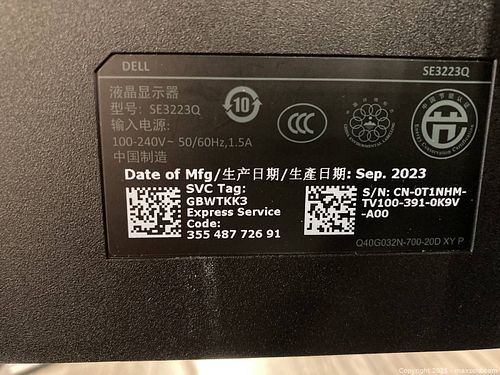 DELL
SE3223Q
液晶显示器
型号: SE3223Q
输入电源:
100-240V~ 50/60Hz,1.5A
中国制造
10
Date of Mfg/生产日期/生產日期: Sep. 2023
SVC Tag:
GBWTKK3
Express Service
Code:
355 487 726 91
S/N: CN-0T1NHM-
TV100-391-0K9V
-A00
Q40G032N-700-20D XY P